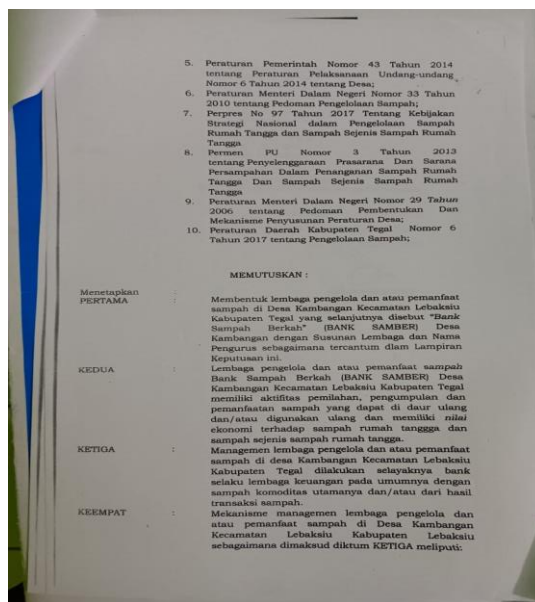 5. Peraturan Pemerintah Nomor 43 Tahun 2014
tentang Peraturan Pelaksanaan Undang-undang
Nomor 6 Tahun 2014 tentang Desa;
6. Peraturan Menteri Dalam Negeri Nomor 33 Tahun
2010 tentang Pedoman Pengelolaan Sampah;
7. Perpres No 97 Tahun 2017 Tentang Kebijakan
Strategi Nasional dalam Pengelolaan Sampah
Rumah Tangga dan Sampah Sejenis Sampah Rumah
Tangga
8. Permen PU Nomor 3 Tahun 2013
tentang Penyelenggaraan Prasarana Dan Sarana
Persampahan Dalam Penanganan Sampah Rumah
Tangga Dan Sampah Sejenis Sampah Rumah
Tangga
9. Peraturan Menteri Dalam Negeri Nomor 29 Tahun
2006 tentang Pedoman Pembentukan Dan
Mekanisme Penyusunan Peraturan Desa;
10. Peraturan Daerah Kabupaten Tegal Nomor 6
Tahun 2017 tentang Pengelolaan Sampah;
MEMUTUSKAN :
Menetapkan :
PERTAMA : Membentuk lembaga pengelola dan atau pemanfaat
sampah di Desa Kambangan Kecamatan Lebaksiu
Kabupaten Tegal yang selanjutnya disebut "Bank
Sampah Berkah" (BANK SAMBER) Desa
Kambangan dengan Susunan Lembaga dan Nama
Pengurus sebagaimana tercantum dlam Lampiran
Keputusan ini.
KEDUA : Lembaga pengelola dan atau pemanfaat sampah
Bank Sampah Berkah (BANK SAMBER) Desa
Kambangan Kecamatan Lebaksiu Kabupaten Tegal
memiliki aktifitas pemilahan, pengumpulan dan
pemanfaatan sampah yang dapat di daur ulang
dan/atau digunakan ulang dan memiliki nilai
ekonomi terhadap sampah rumah tanggga dan
sampah sejenis sampah rumah tangga.
KETIGA : Managemen lembaga pengelola dan atau pemanfaat
sampah di desa Kambangan Kecamatan Lebaksiu
Kabupaten Tegal dilakukan selayaknya bank
selaku lembaga keuangan pada umumnya dengan
sampah komoditas utamanya dan/atau dari hasil
transaksi sampah.
KEEMPAT : Mekanisme managemen lembaga pengelola dan
atau pemanfaat sampah di Desa Kambangan
Kecamatan Lebaksiu Kabupaten Lebaksiu
sebagaimana dimaksud diktum KETIGA meliputi: